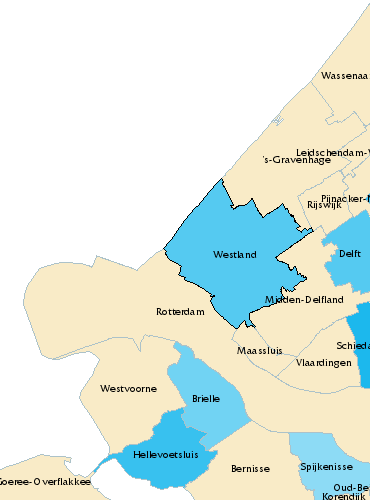 Wassenaa
Leidschendam-V
's-Gravenhage
Pijnacker-N
Rijswijk
Westland
Delft
Midden-Delfland
Rotterdam
Schieda
Maassluis
Vlaardingen
Westvoorne
Brielle
Hellevoetsluis
Spijkenisse
Bernisse
Goeree-Overflakkee
Oud-Be
Korendijk